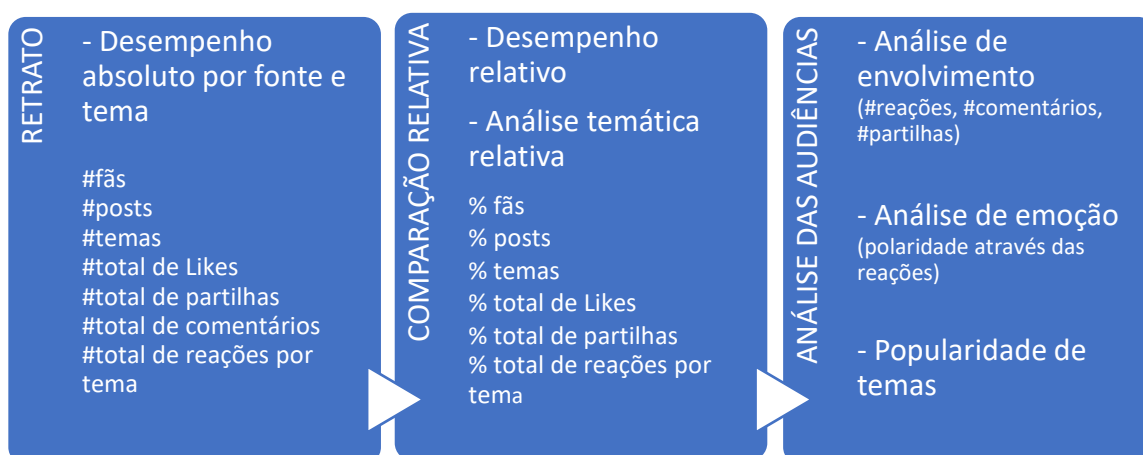 RETRATO
- Desempenho
absoluto por fonte e
tema
#fãs
#posts
#temas
#total de Likes
#total de partilhas
#total de comentários
#total de reações por
tema
COMPARAÇÃO RELATIVA
- Desempenho
relativo
- Análise temática
relativa
% fãs
% posts
% temas
% total de Likes
% total de partilhas
% total de reações por
tema
ANÁLISE DAS AUDIÊNCIAS
- Análise de
envolvimento
(#reações, #comentários,
#partilhas)
- Análise de emoção
(polaridade através das
reações)
- Popularidade de
temas